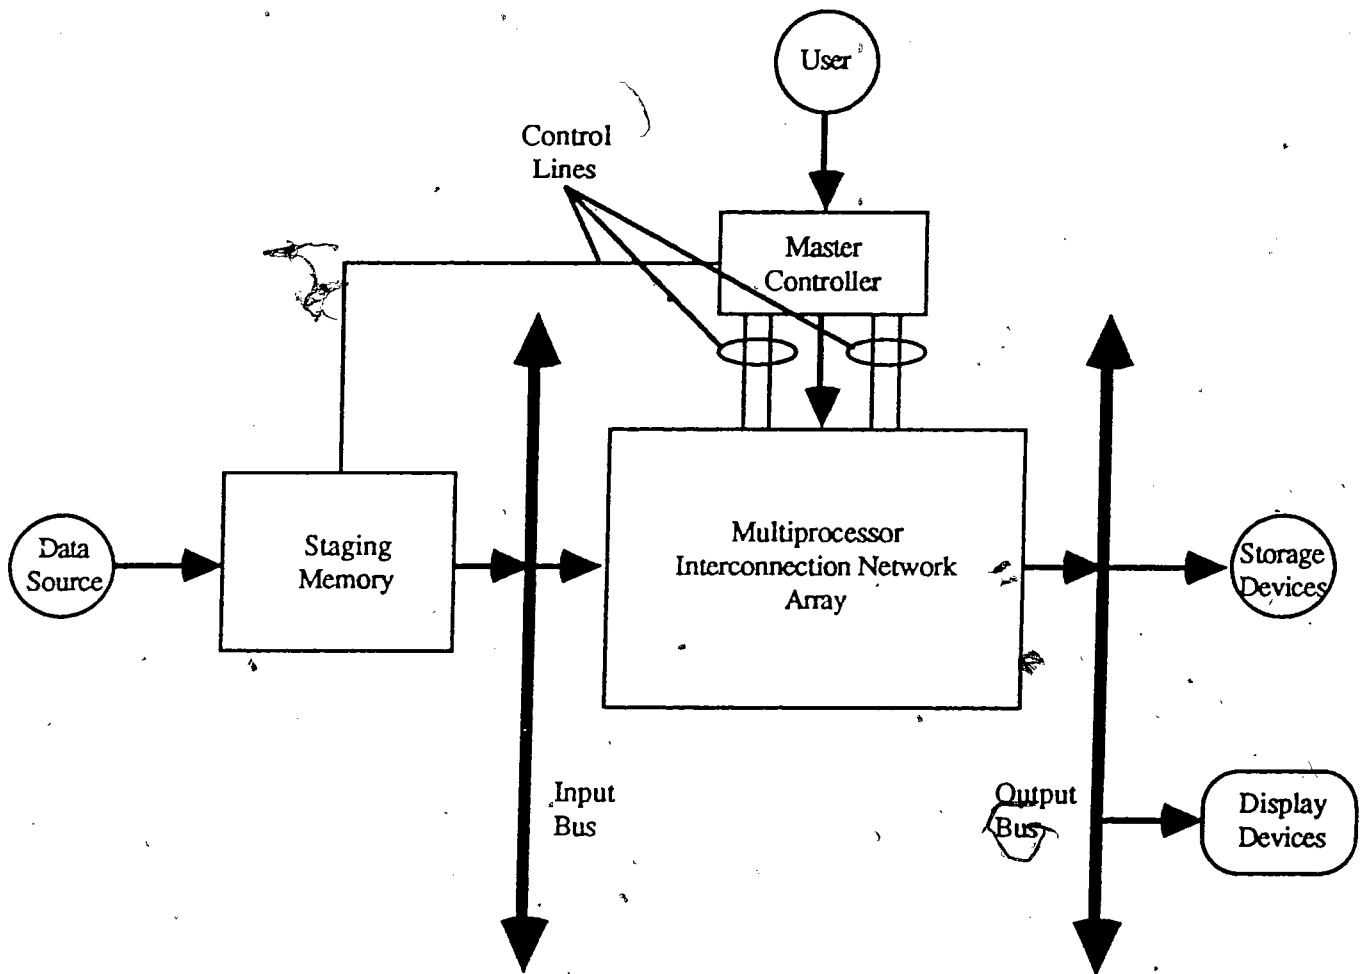 User
Control
Lines
Master
Controller
Data
Source
Staging
Memory
Multiprocessor
Interconnection Network
Array
Storage
Devices
Input
Bus
Output
Bus
Display
Devices